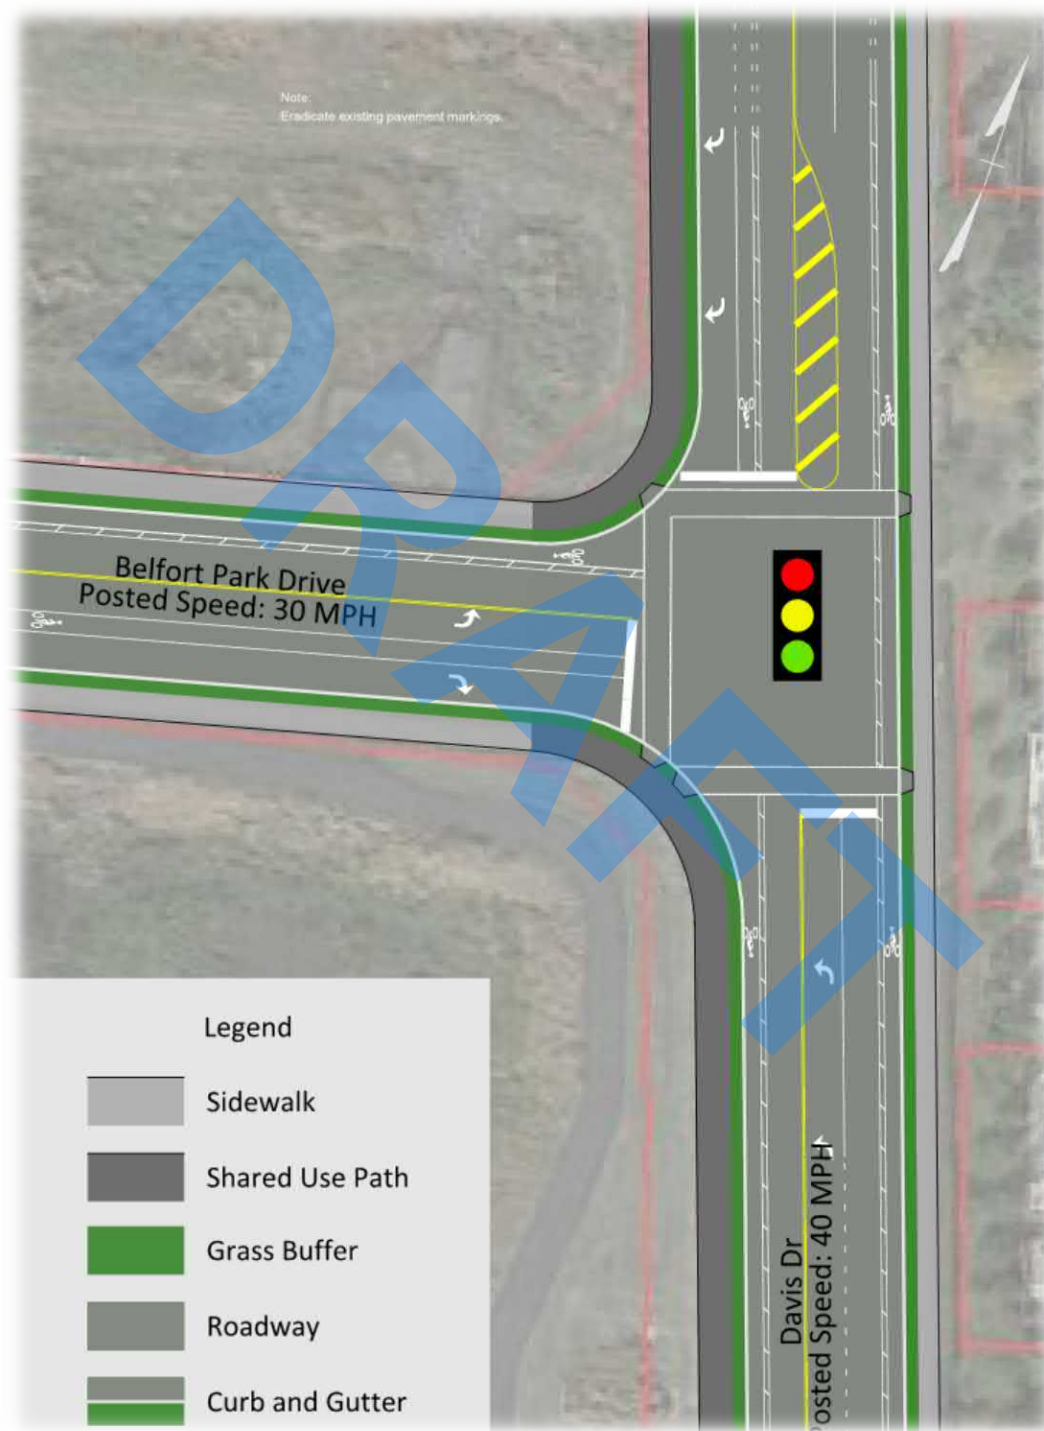 Note:
Eradicate existing pavement markings.
DRAFT
Belfort Park Drive
Posted Speed: 30 MPH
Davis Dr
Posted Speed: 40 MPH
Legend
Sidewalk
Shared Use Path
Grass Buffer
Roadway
Curb and Gutter